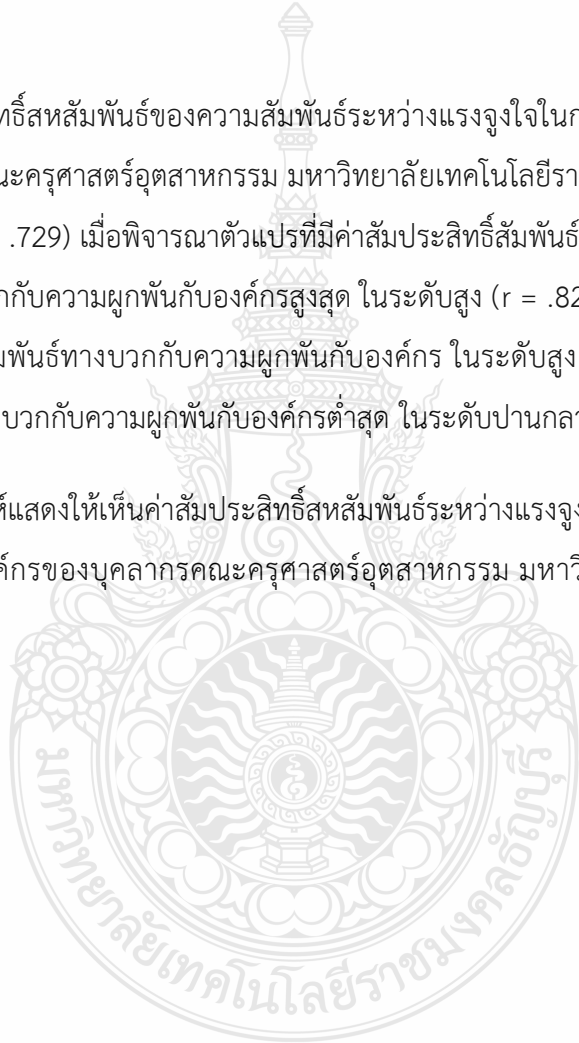 ทธิ์สหสัมพันธ์ของความสัมพันธ์ระหว่างแรงจูงใจในก
นะครุศาสตร์อุตสาหกรรม มหาวิทยาลัยเทคโนโลยีรา
.729) เมื่อพิจารณาตัวแปรที่มีค่าสัมประสิทธิ์สัมพันธ์
ากับความผูกพันกับองค์กรสูงสุด ในระดับสูง (r = .82
มพันธ์ทางบวกกับความผูกพันกับองค์กร ในระดับสูง
บวกกับความผูกพันกับองค์กรต่ำสุด ในระดับปานกลา
ห์แสดงให้เห็นค่าสัมประสิทธิ์สหสัมพันธ์ระหว่างแรงจูง
ค์กรของบุคลากรคณะครุศาสตร์อุตสาหกรรม มหาวิ
มหาวิทยาลัยเทคโนโลยีราชมงคลธัญบุรี